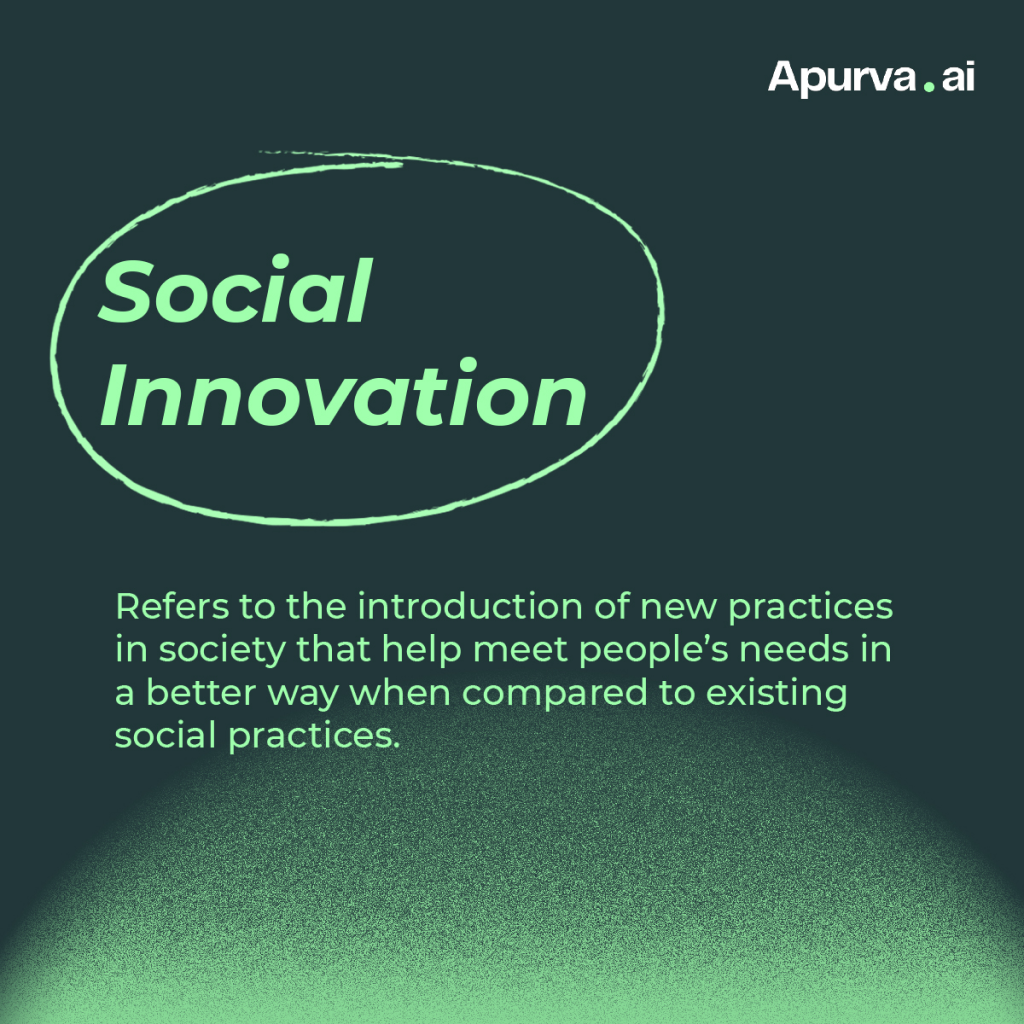 Apurva.ai
Social
Innovation
Refers to the introduction of new practices
in society that help meet people’s needs in
a better way when compared to existing
social practices.